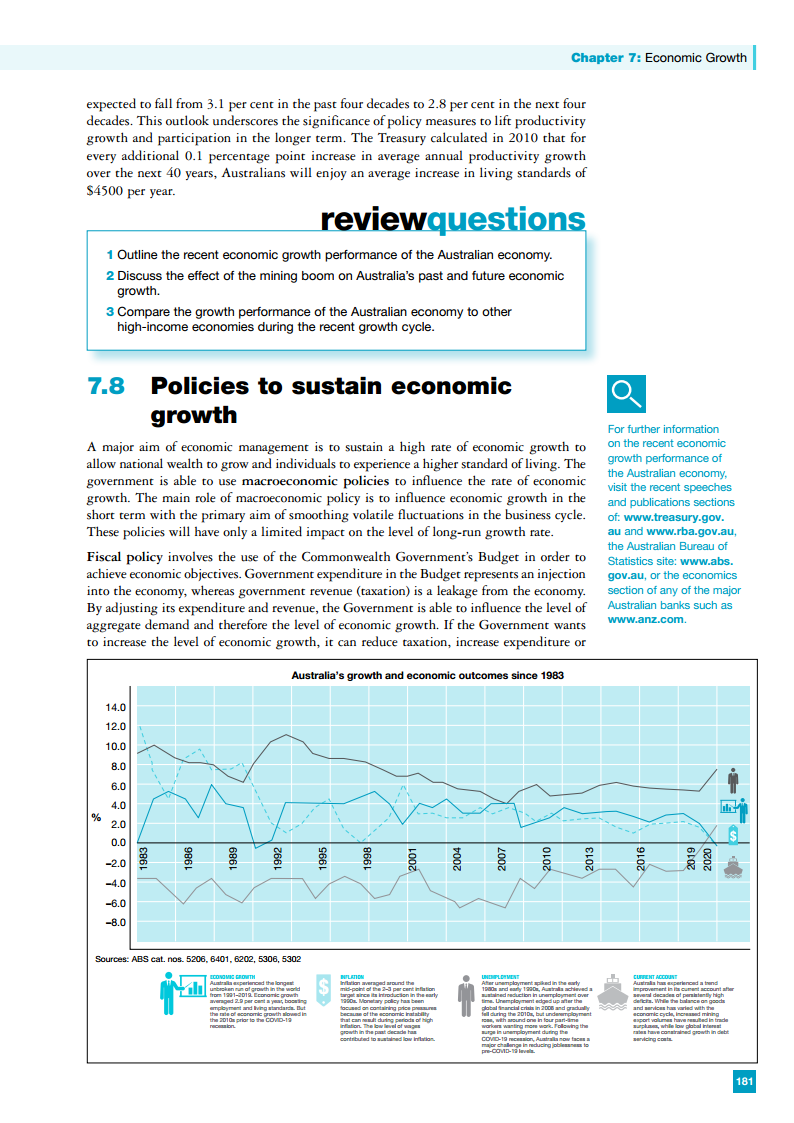 Chapter 7: Economic Growth
expected to fall from 3.1 per cent in the past four decades to 2.8 per cent in the next four
decades. This outlook underscores the significance of policy measures to lift productivity
growth and participation in the longer term. The Treasury calculated in 2010 that for
every additional 0.1 percentage point increase in average annual productivity growth
over the next 40 years, Australians will enjoy an average increase in living standards of
$4500 per year.
reviewquestions
1 Outline the recent economic growth performance of the Australian economy.
2 Discuss the effect of the mining boom on Australia's past and future economic
growth.
3 Compare the growth performance of the Australian economy to other
high-income economies during the recent growth cycle.
7.8 Policies to sustain economic
growth
A major aim of economic management is to sustain a high rate of economic growth to
allow national wealth to grow and individuals to experience a higher standard of living. The
government is able to use macroeconomic policies to influence the rate of economic
growth. The main role of macroeconomic policy is to influence economic growth in the
short term with the primary aim of smoothing volatile fluctuations in the business cycle.
These policies will have only a limited impact on the level of long-run growth rate.
Fiscal policy involves the use of the Commonwealth Government's Budget in order to
achieve economic objectives. Government expenditure in the Budget represents an injection
into the economy, whereas government revenue (taxation) is a leakage from the economy.
By adjusting its expenditure and revenue, the Government is able to influence the level of
aggregate demand and therefore the level of economic growth. If the Government wants
to increase the level of economic growth, it can reduce taxation, increase expenditure or
For further information
on the recent economic
growth performance of
the Australian economy,
visit the recent speeches
and publications sections
of: www.treasury.gov.
au and www.rba.gov.au,
the Australian Bureau of
Statistics site: www.abs.
gov.au, or the economics
section of any of the major
Australian banks such as
www.anz.com.
Australia's growth and economic outcomes since 1983
14.0
12.0
10.0
8.0
6.0
4.0
2.0
0.0
–2.0
–4.0
–6.0
–8.0
%
1983
1986
1989
1992
1995
1998
2001
2004
2007
2010
2013
2016
2019
2020
$
Sources: ABS cat. nos. 5206, 6401, 6202, 5306, 5302
$
ECONOMIC GROWTH
Australia experienced the longest
unbroken run of growth in the world
from 1991–2019. Economic growth
averaged 2.9 per cent a year, boosting
employment and living standards. But
the rate of economic growth slowed in
the 2010s prior to the COVID-19
recession.
INFLATION
Inflation averaged around the
mid-point of the 2–3 per cent inflation
target since its introduction in the early
1990s. Monetary policy has been
focused on containing price pressures
because of the economic instability
that can result during periods of high
inflation. The low level of wages
growth in the past decade has
contributed to sustained low inflation.
UNEMPLOYMENT
After unemployment spiked in the early
1980s and early 1990s, Australia achieved a
sustained reduction in unemployment over
time. Unemployment edged up after the
global financial crisis in 2008 and gradually
fell during the 2010s, but underemployment
rose, with around one in four part-time
workers wanting more work. Following the
surge in unemployment during the
COVID-19 recession, Australia now faces a
major challenge in reducing joblessness to
pre-COVID-19 levels.
CURRENT ACCOUNT
Australia has experienced a trend
improvement in its current account after
several decades of persistently high
deficits. While the balance on goods
and services has varied with the
economic cycle, increased mining
export volumes have resulted in trade
surpluses, while low global interest
rates have constrained growth in debt
servicing costs.
181